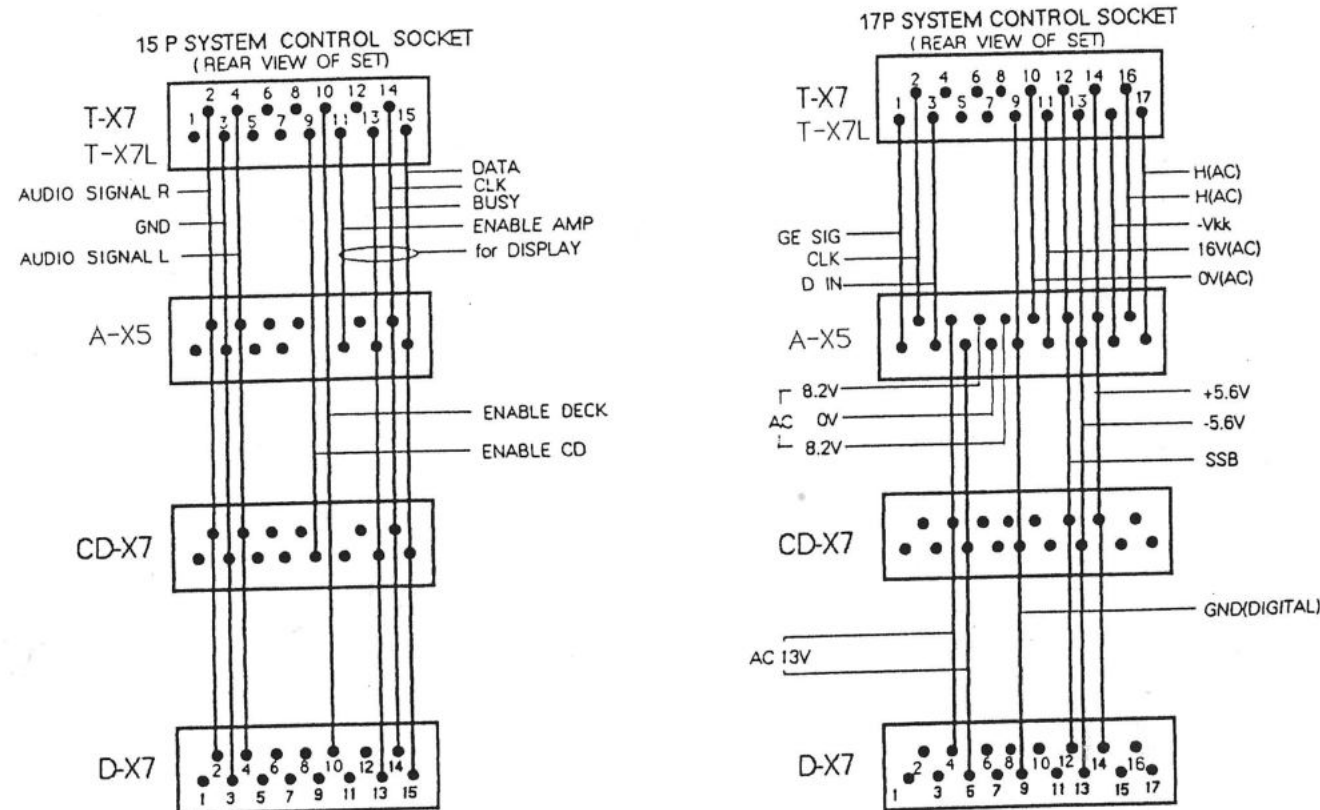 15 P SYSTEM CONTROL SOCKET
(REAR VIEW OF SET)
T-X7
T-X7L
1 2 3 4 5 6 7 8 9 10 11 12 13 14 15
AUDIO SIGNAL R
GND
AUDIO SIGNAL L
DATA
CLK
BUSY
ENABLE AMP
for DISPLAY
A-X5
ENABLE DECK
ENABLE CD
CD-X7
D-X7
1 2 3 4 5 6 7 8 9 10 11 12 13 14 15
17P SYSTEM CONTROL SOCKET
(REAR VIEW OF SET)
T-X7
T-X7L
1 2 3 4 5 6 7 8 9 10 11 12 13 14 16 17
GE SIG
CLK
D IN
H(AC)
H(AC)
-Vkk
16V(AC)
0V(AC)
A-X5
8.2V
AC 0V
8.2V
+5.6V
-5.6V
SSB
CD-X7
GND(DIGITAL)
AC 13V
D-X7
1 2 3 4 5 6 7 8 9 10 11 12 13 14 15 16 17